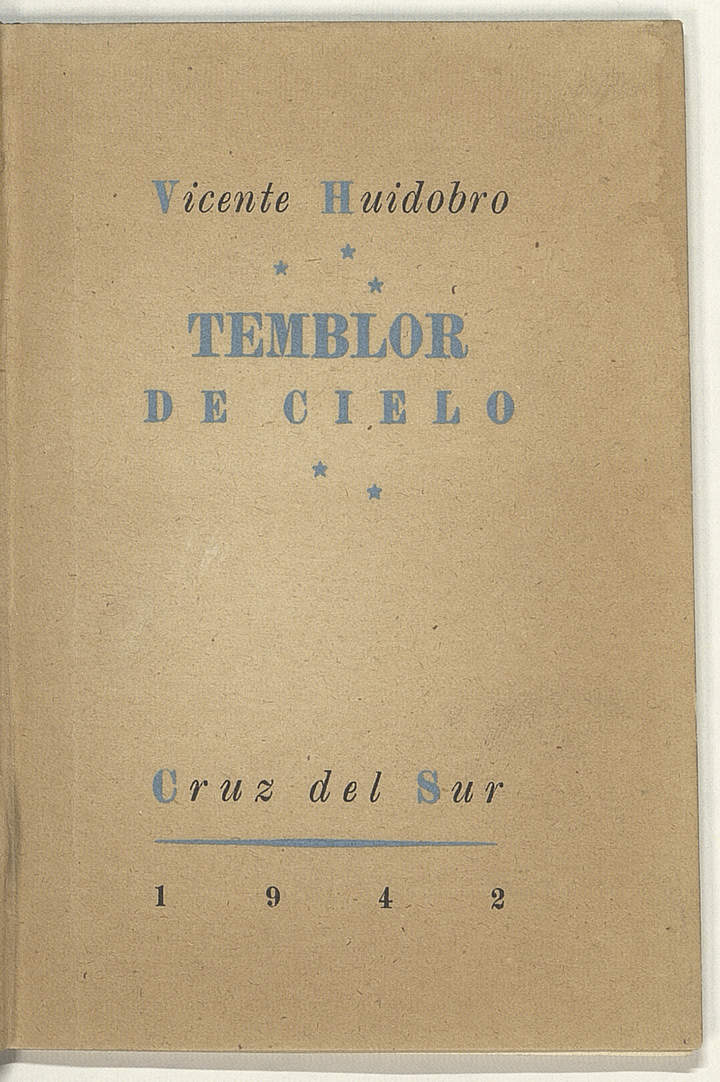 Vicente Huidobro
TEMBLOR
DE CIELO
Cruz del Sur
1942